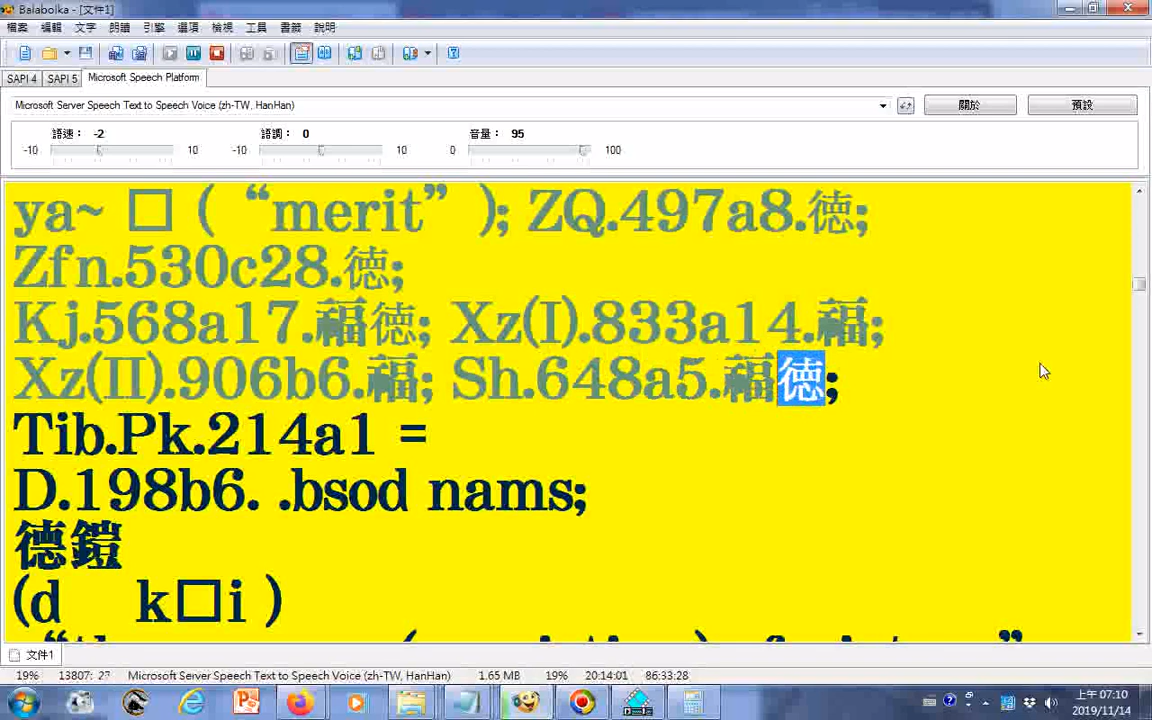 Balabolka - [文件1]
檔案 編輯 文字 朗讀 引擎 選項 檢視 工具 書籤 說明
SAPI 4 SAPI 5 Microsoft Speech Platform
Microsoft Server Speech Text to Speech Voice (zh-TW, HanHan) 關於 預設
語速： -2 語調： 0 音量： 95
-10 10 -10 10 0 100
ya~ □ ( “merit” ); ZQ.497a8.徳;
Zfn.530c28.徳;
Kj.568a17.福徳; Xz(I).833a14.福;
Xz(II).906b6.福; Sh.648a5.福徳;
Tib.Pk.214a1 =
D.198b6. .bsod nams;
德鎧
(d k□i )
文件1
19% 13807: 27 Microsoft Server Speech Text to Speech Voice (zh-TW, HanHan) 1.65 MB 19% 20:14:01 86:33:28
上午 07:10
2019/11/14